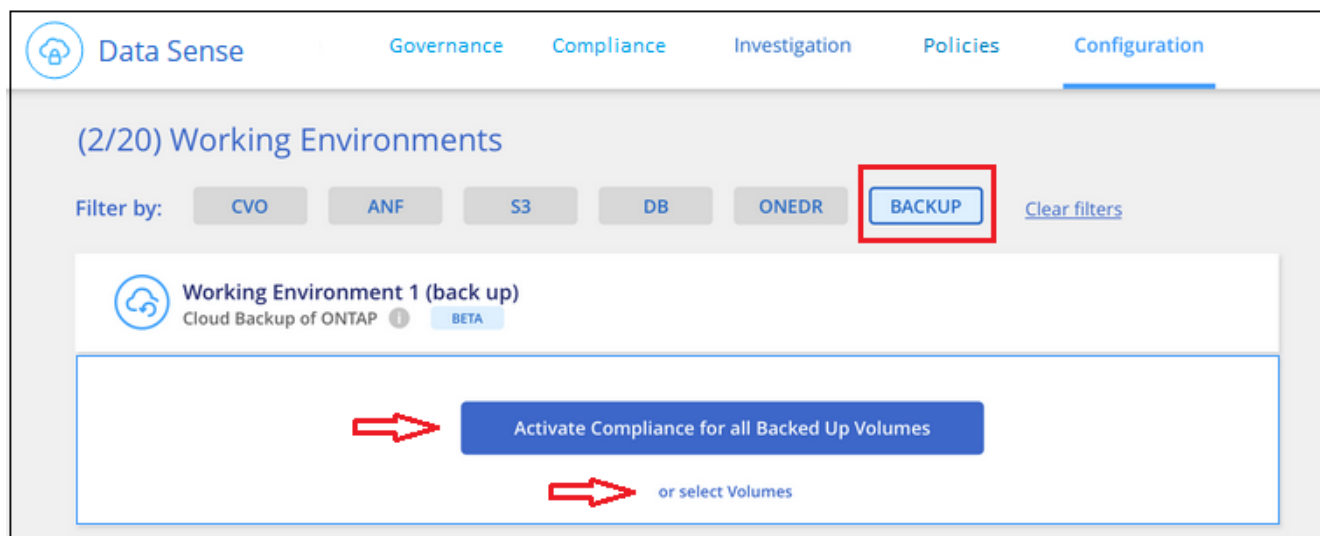 Data Sense Governance Compliance Investigation Policies Configuration
(2/20) Working Environments
Filter by: CVO ANF S3 DB ONEDR BACKUP Clear filters
Working Environment 1 (back up)
Cloud Backup of ONTAP i BETA
Activate Compliance for all Backed Up Volumes
or select Volumes